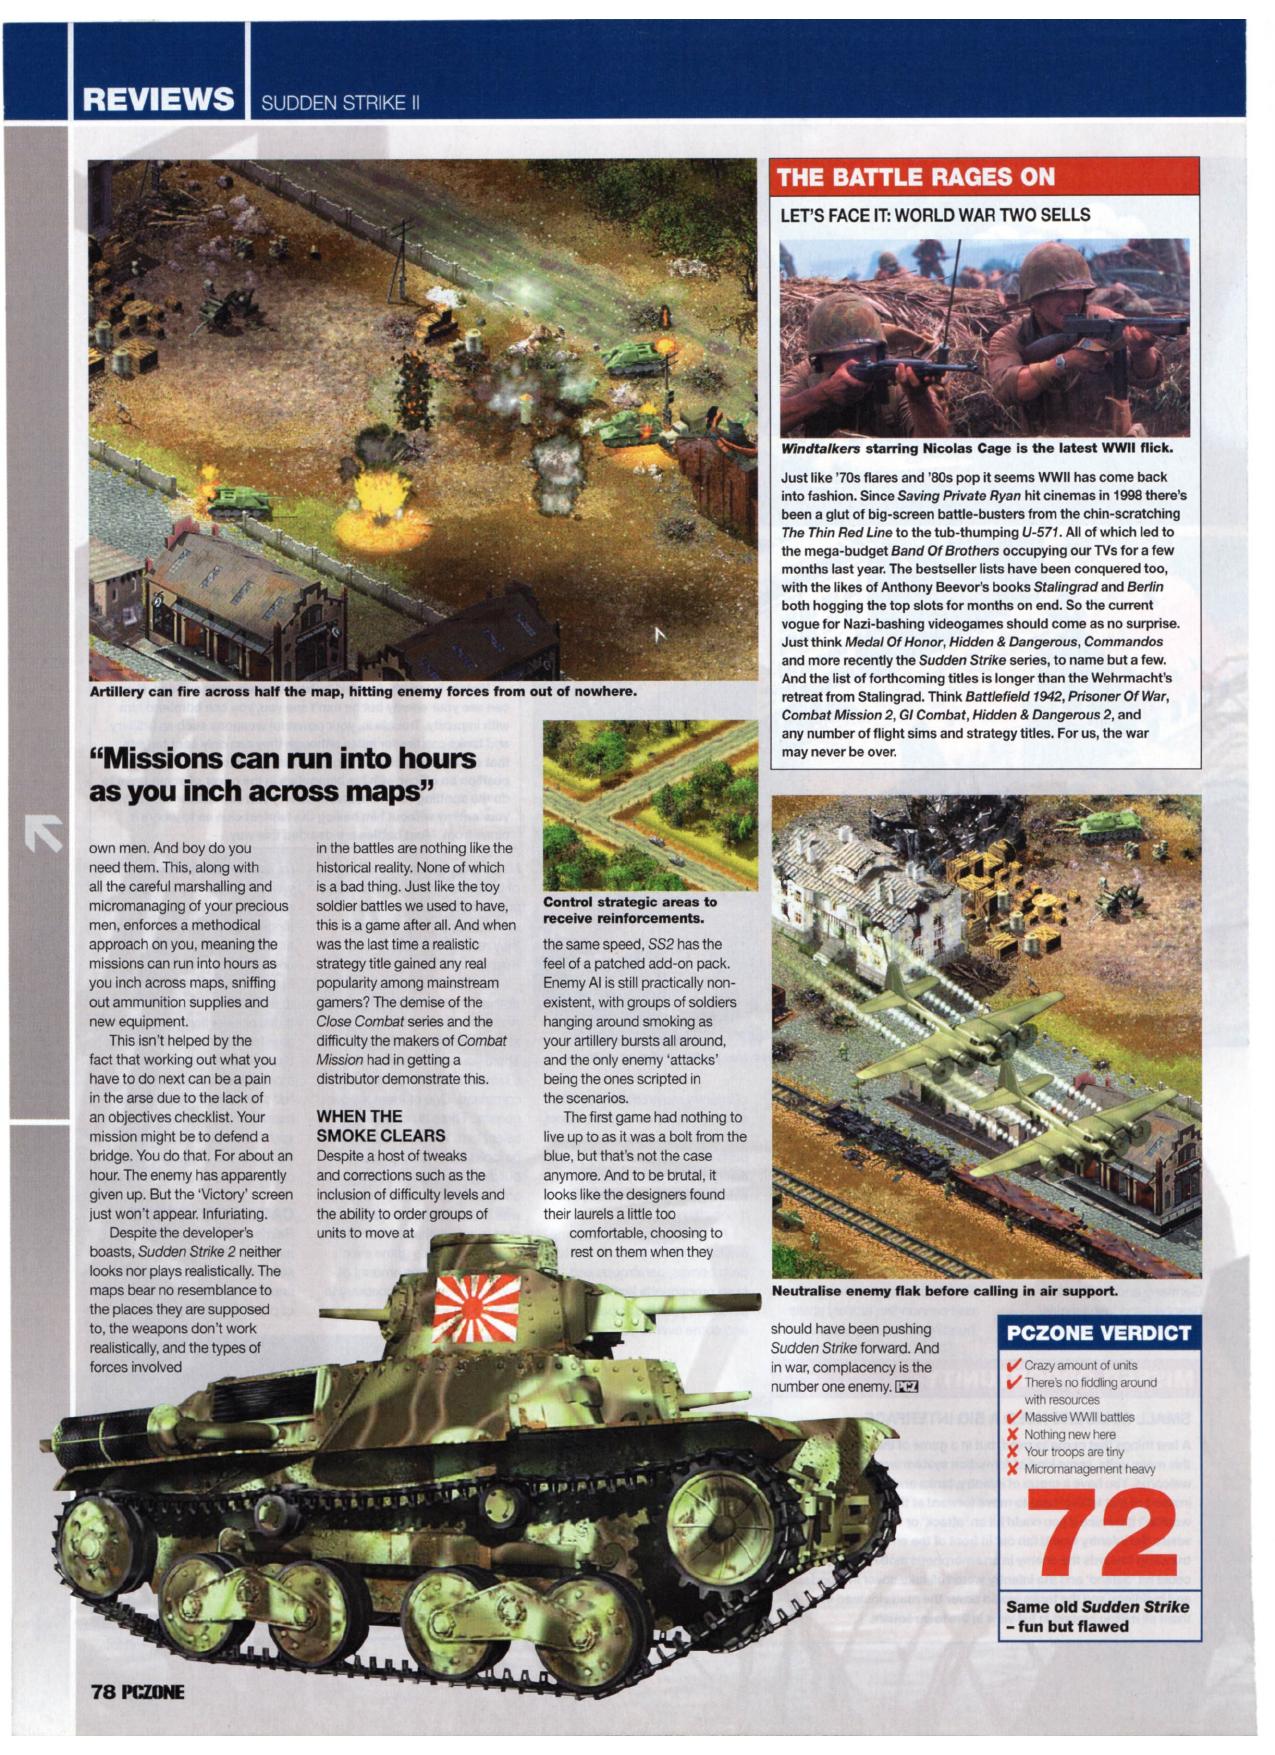 REVIEWS
SUDDEN STRIKE II
Artillery can fire across half the map, hitting enemy forces from out of nowhere.
"Missions can run into hours
as you inch across maps"
own men. And boy do you
need them. This, along with
all the careful marshalling and
micromanaging of your precious
men, enforces a methodical
approach on you, meaning the
missions can run into hours as
you inch across maps, sniffing
out ammunition supplies and
new equipment.
This isn't helped by the
fact that working out what you
have to do next can be a pain
in the arse due to the lack of
an objectives checklist. Your
mission might be to defend a
bridge. You do that. For about an
hour. The enemy has apparently
given up. But the 'Victory' screen
just won't appear. Infuriating.
Despite the developer's
boasts, Sudden Strike 2 neither
looks nor plays realistically. The
maps bear no resemblance to
the places they are supposed
to, the weapons don't work
realistically, and the types of
forces involved
in the battles are nothing like the
historical reality. None of which
is a bad thing. Just like the toy
soldier battles we used to have,
this is a game after all. And when
was the last time a realistic
strategy title gained any real
popularity among mainstream
gamers? The demise of the
Close Combat series and the
difficulty the makers of Combat
Mission had in getting a
distributor demonstrate this.
WHEN THE
SMOKE CLEARS
Despite a host of tweaks
and corrections such as the
inclusion of difficulty levels and
the ability to order groups of
units to move at
Control strategic areas to
receive reinforcements.
the same speed, SS2 has the
feel of a patched add-on pack.
Enemy AI is still practically non-
existent, with groups of soldiers
hanging around smoking as
your artillery bursts all around,
and the only enemy 'attacks'
being the ones scripted in
the scenarios.
The first game had nothing to
live up to as it was a bolt from the
blue, but that's not the case
anymore. And to be brutal, it
looks like the designers found
their laurels a little too
comfortable, choosing to
rest on them when they
should have been pushing
Sudden Strike forward. And
in war, complacency is the
number one enemy. PCZ
THE BATTLE RAGES ON
LET'S FACE IT: WORLD WAR TWO SELLS
Windtalkers starring Nicolas Cage is the latest WWII flick.
Just like '70s flares and '80s pop it seems WWII has come back
into fashion. Since Saving Private Ryan hit cinemas in 1998 there's
been a glut of big-screen battle-busters from the chin-scratching
The Thin Red Line to the tub-thumping U-571. All of which led to
the mega-budget Band Of Brothers occupying our TVs for a few
months last year. The bestseller lists have been conquered too,
with the likes of Anthony Beevor's books Stalingrad and Berlin
both hogging the top slots for months on end. So the current
vogue for Nazi-bashing videogames should come as no surprise.
Just think Medal Of Honor, Hidden & Dangerous, Commandos
and more recently the Sudden Strike series, to name but a few.
And the list of forthcoming titles is longer than the Wehrmacht's
retreat from Stalingrad. Think Battlefield 1942, Prisoner Of War,
Combat Mission 2, GI Combat, Hidden & Dangerous 2, and
any number of flight sims and strategy titles. For us, the war
may never be over.
Neutralise enemy flak before calling in air support.
PCZONE VERDICT
✓ Crazy amount of units
✓ There's no fiddling around
with resources
✓ Massive WWII battles
✗ Nothing new here
✗ Your troops are tiny
✗ Micromanagement heavy
72
Same old Sudden Strike
– fun but flawed
78 PCZONE